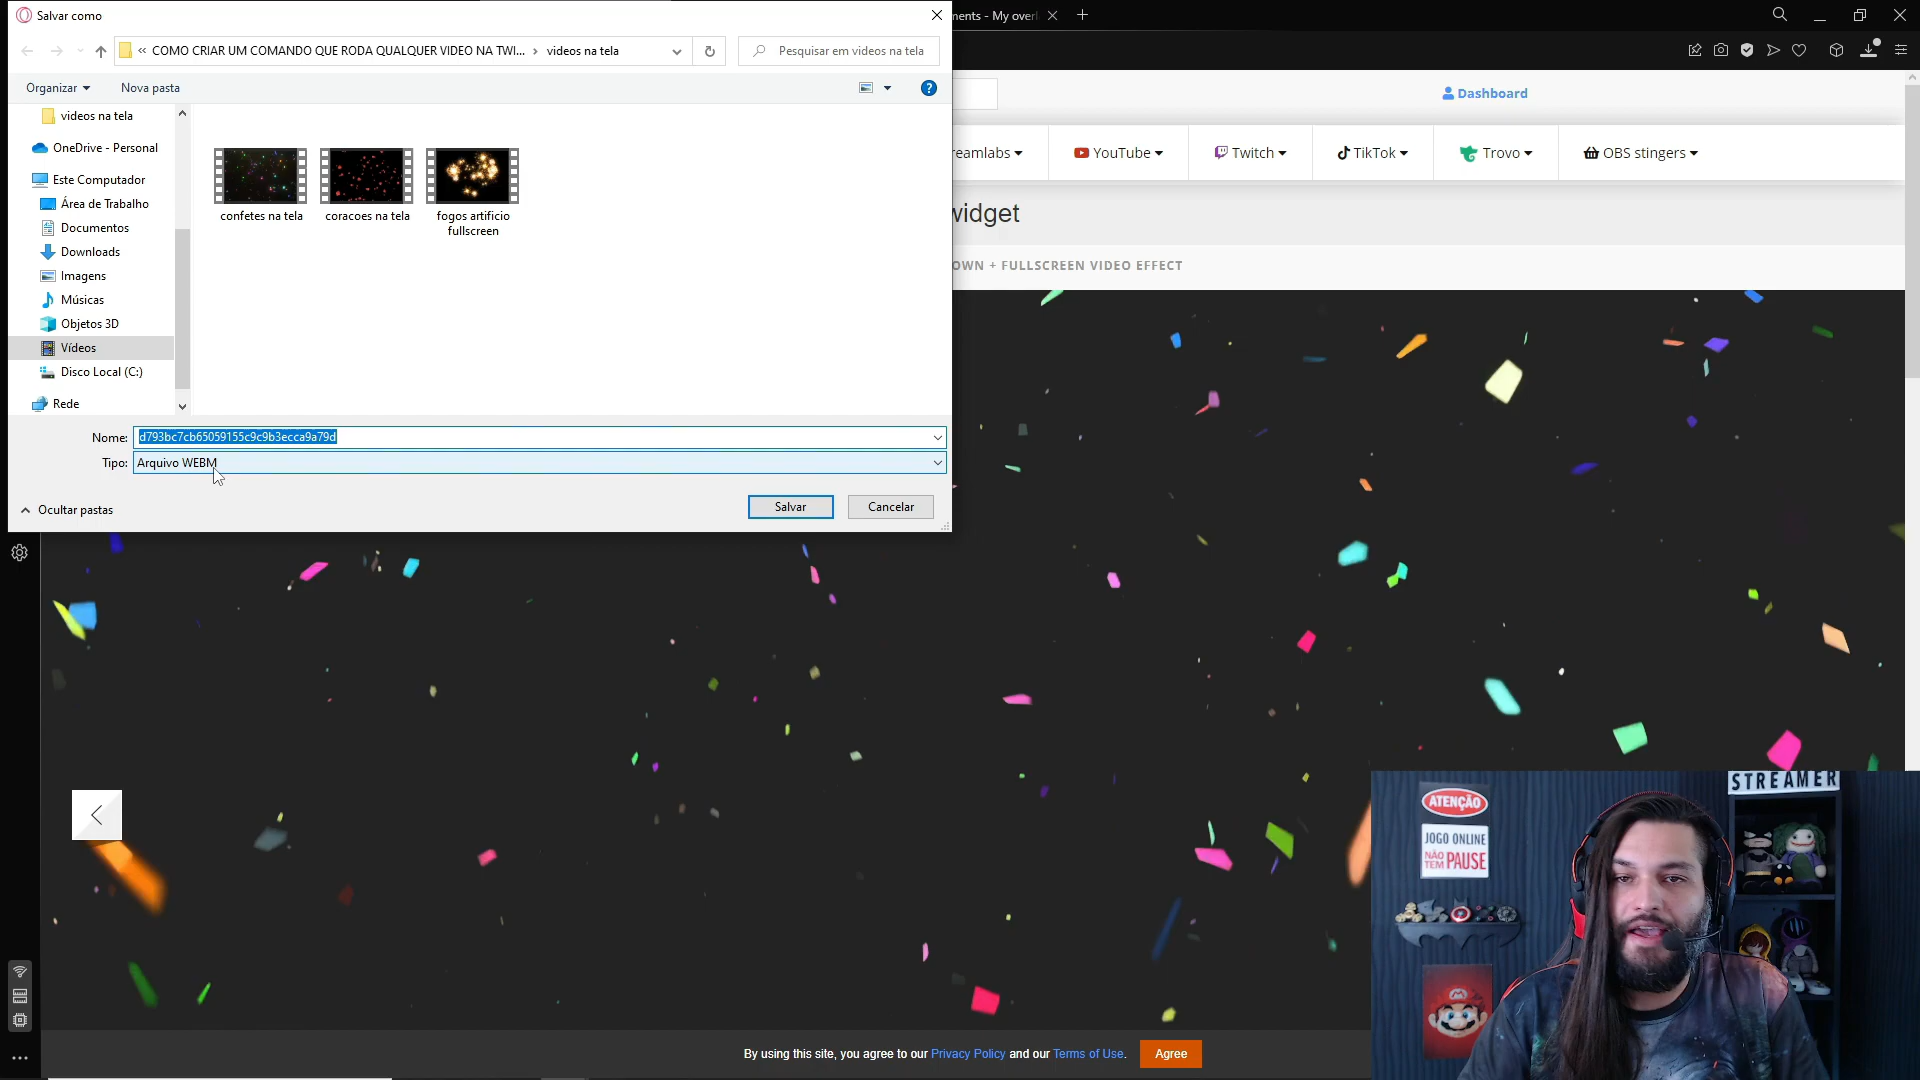 Salvar como
nents - My over
« COMO CRIAR UM COMANDO QUE RODA QUALQUER VIDEO NA TWI... › videos na tela
Pesquisar em videos na tela
Organizar
Nova pasta
videos na tela
OneDrive - Personal
Este Computador
Área de Trabalho
Documentos
Downloads
Imagens
Músicas
Objetos 3D
Vídeos
Disco Local (C:)
Rede
confetes na tela
coracoes na tela
fogos artificio
fullscreen
Nome: d793bc7cb65059155c9c9b3ecca9a79d
Tipo: Arquivo WEBM
Ocultar pastas
Salvar
Cancelar
Dashboard
reamlabs
YouTube
Twitch
TikTok
Trovo
OBS stingers
widget
OWN + FULLSCREEN VIDEO EFFECT
STREAMER
ATENÇÃO
JOGO ONLINE
NÃO
TEM PAUSE
By using this site, you agree to our Privacy Policy and our Terms of Use.
Agree